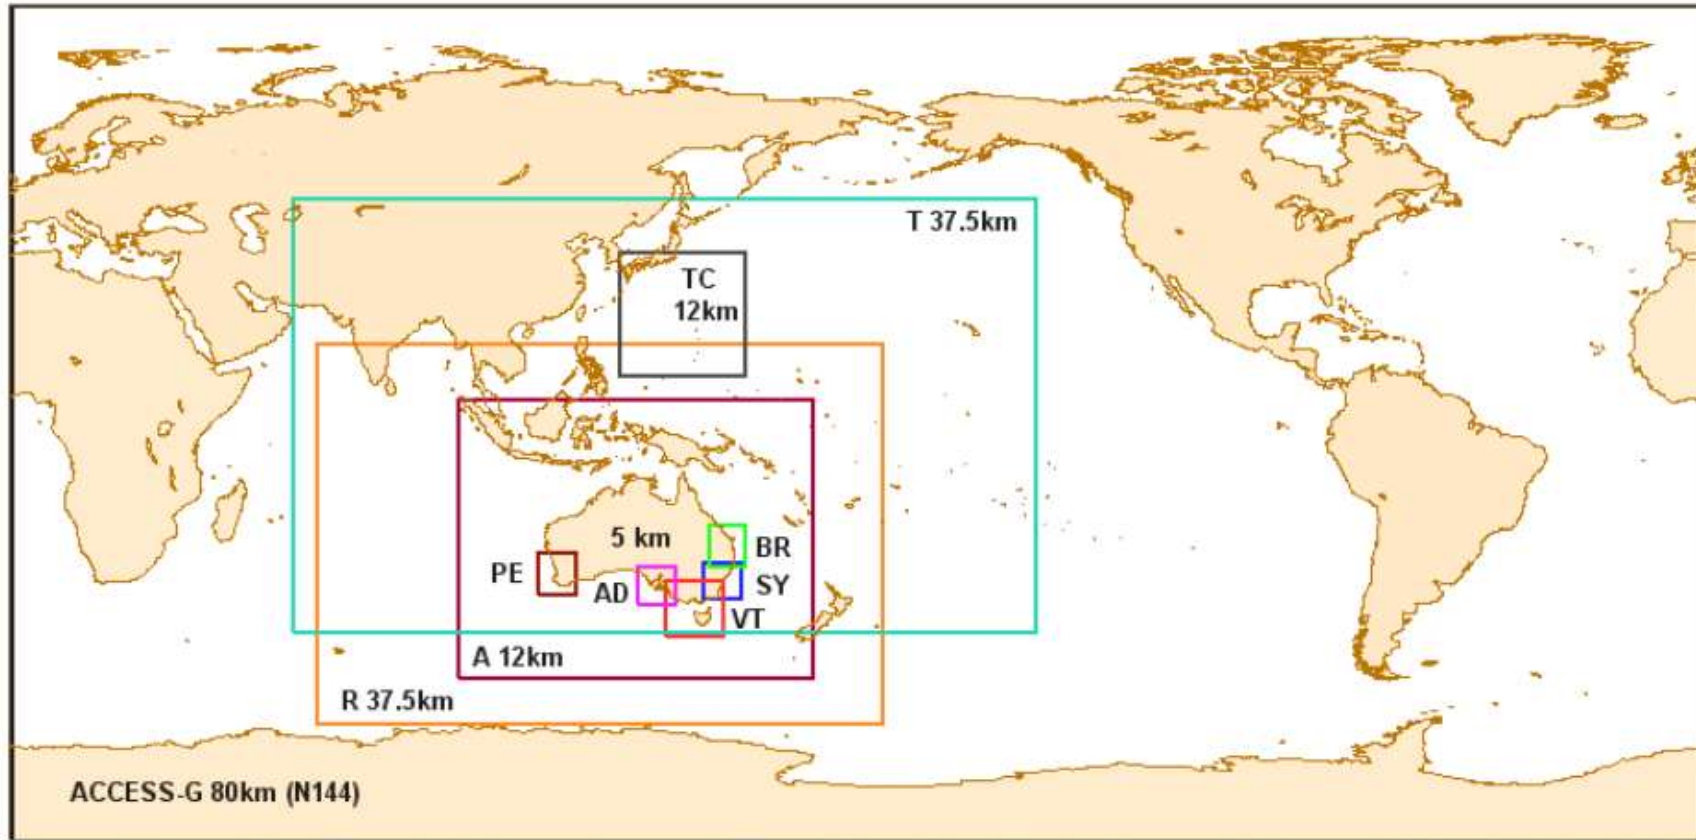 T 37.5km
TC
12km
5 km
BR
PE
AD
SY
VT
A 12km
R 37.5km
ACCESS-G 80km (N144)